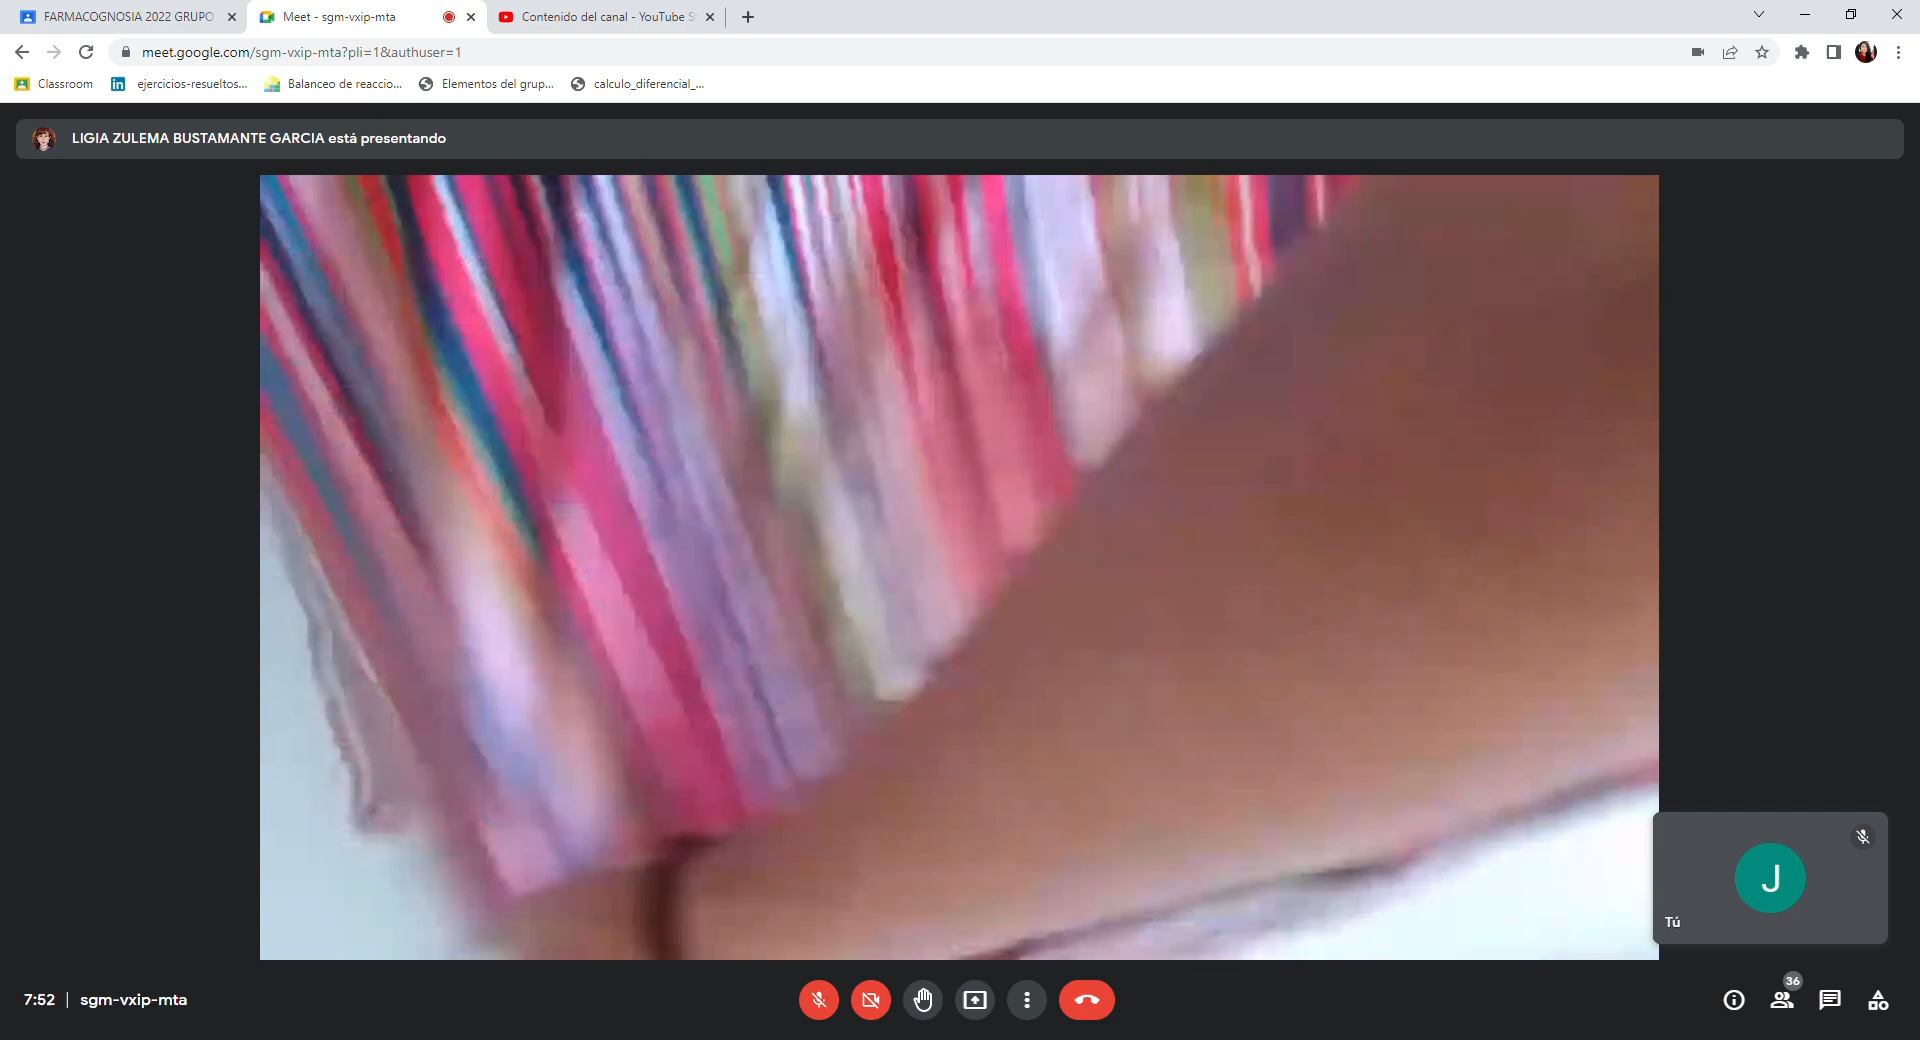 FARMACOGNOSIA 2022 GRUPO
Meet - sgm-vxip-mta
Contenido del canal - YouTube S
meet.google.com/sgm-vxip-mta?pli=1&authuser=1
Classroom
ejercicios-resueltos...
Balanceo de reaccio...
Elementos del grup...
calculo_diferencial_...
LIGIA ZULEMA BUSTAMANTE GARCIA está presentando
J
Tú
7:52 | sgm-vxip-mta
36